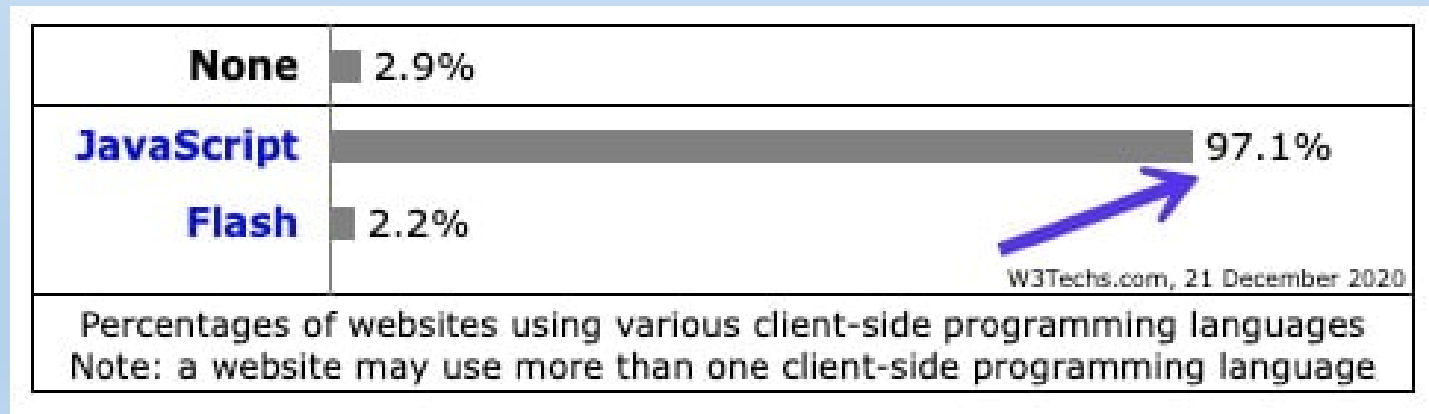 None 2.9%
JavaScript 97.1%
Flash 2.2%
W3Techs.com, 21 December 2020
Percentages of websites using various client-side programming languages
Note: a website may use more than one client-side programming language